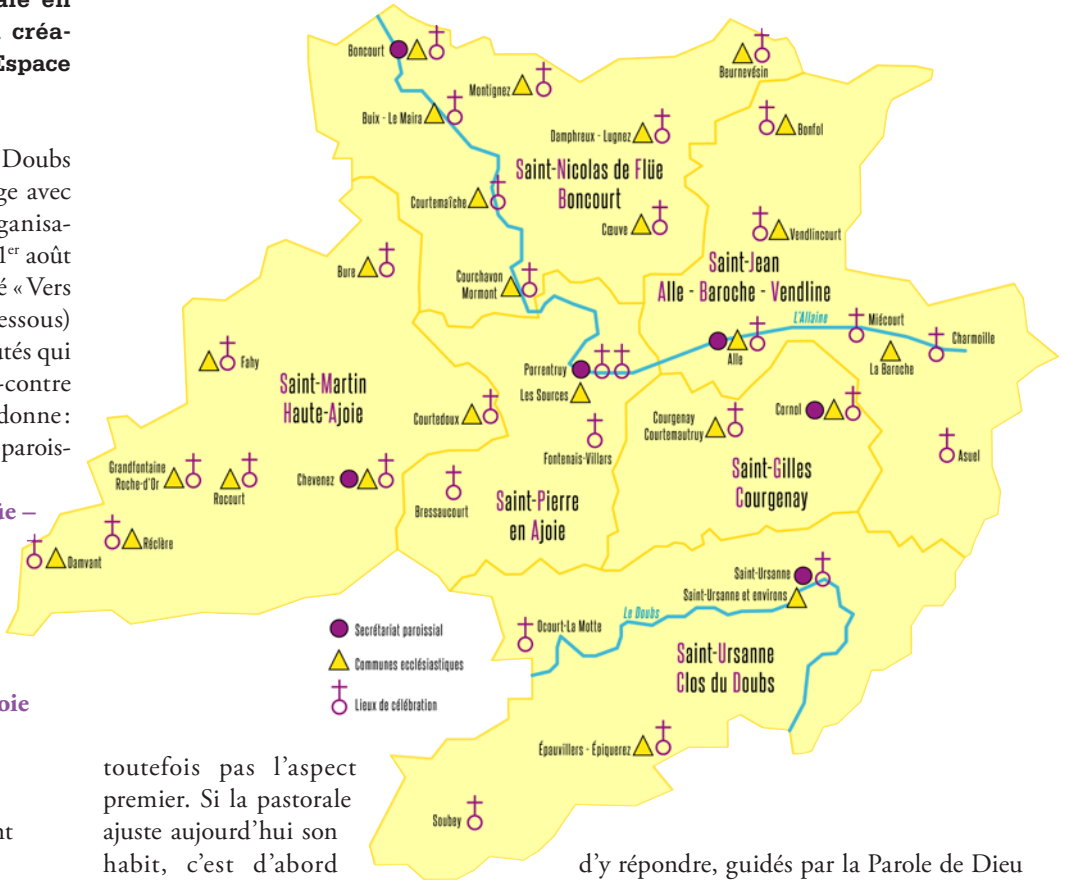 ale en
créa-
Espace
Doubs
ge avec
ganisa-
1er août
é « Vers
essous)
utés qui
-contre
donne :
parois-
ie –
oie
nt
Boncourt
Montignez
Beurnevésin
Buix - Le Maira
Damphreux - Lugnez
Bonfol
Saint-Nicolas de Flüe
Boncourt
Courtemaîche
Cœuve
Vendlincourt
Bure
Courchavon
Mormont
Saint-Jean
Alle - Baroche - Vendline
L'Allaine
Miécourt
Charmoille
Alle
La Baroche
Fahy
Porrentruy
Les Sources
Saint-Martin
Haute-Ajoie
Courtedoux
Courgenay
Courtemautruy
Cornol
Fontenais-Villars
Asuel
Grandfontaine
Roche-d'Or
Rocourt
Chevenez
Bressaucourt
Saint-Pierre
en Ajoie
Saint-Gilles
Courgenay
Réclère
Damvant
Saint-Ursanne
Saint-Ursanne et environs
Le Doubs
Ocourt-La Motte
Saint-Ursanne
Clos du Doubs
Épauvillers - Épiquerez
Soubey
Secrétariat paroissial
Communes ecclésiastiques
Lieux de célébration
toutefois pas l'aspect
premier. Si la pastorale
ajuste aujourd'hui son
habit, c'est d'abord
d'y répondre, guidés par la Parole de Dieu